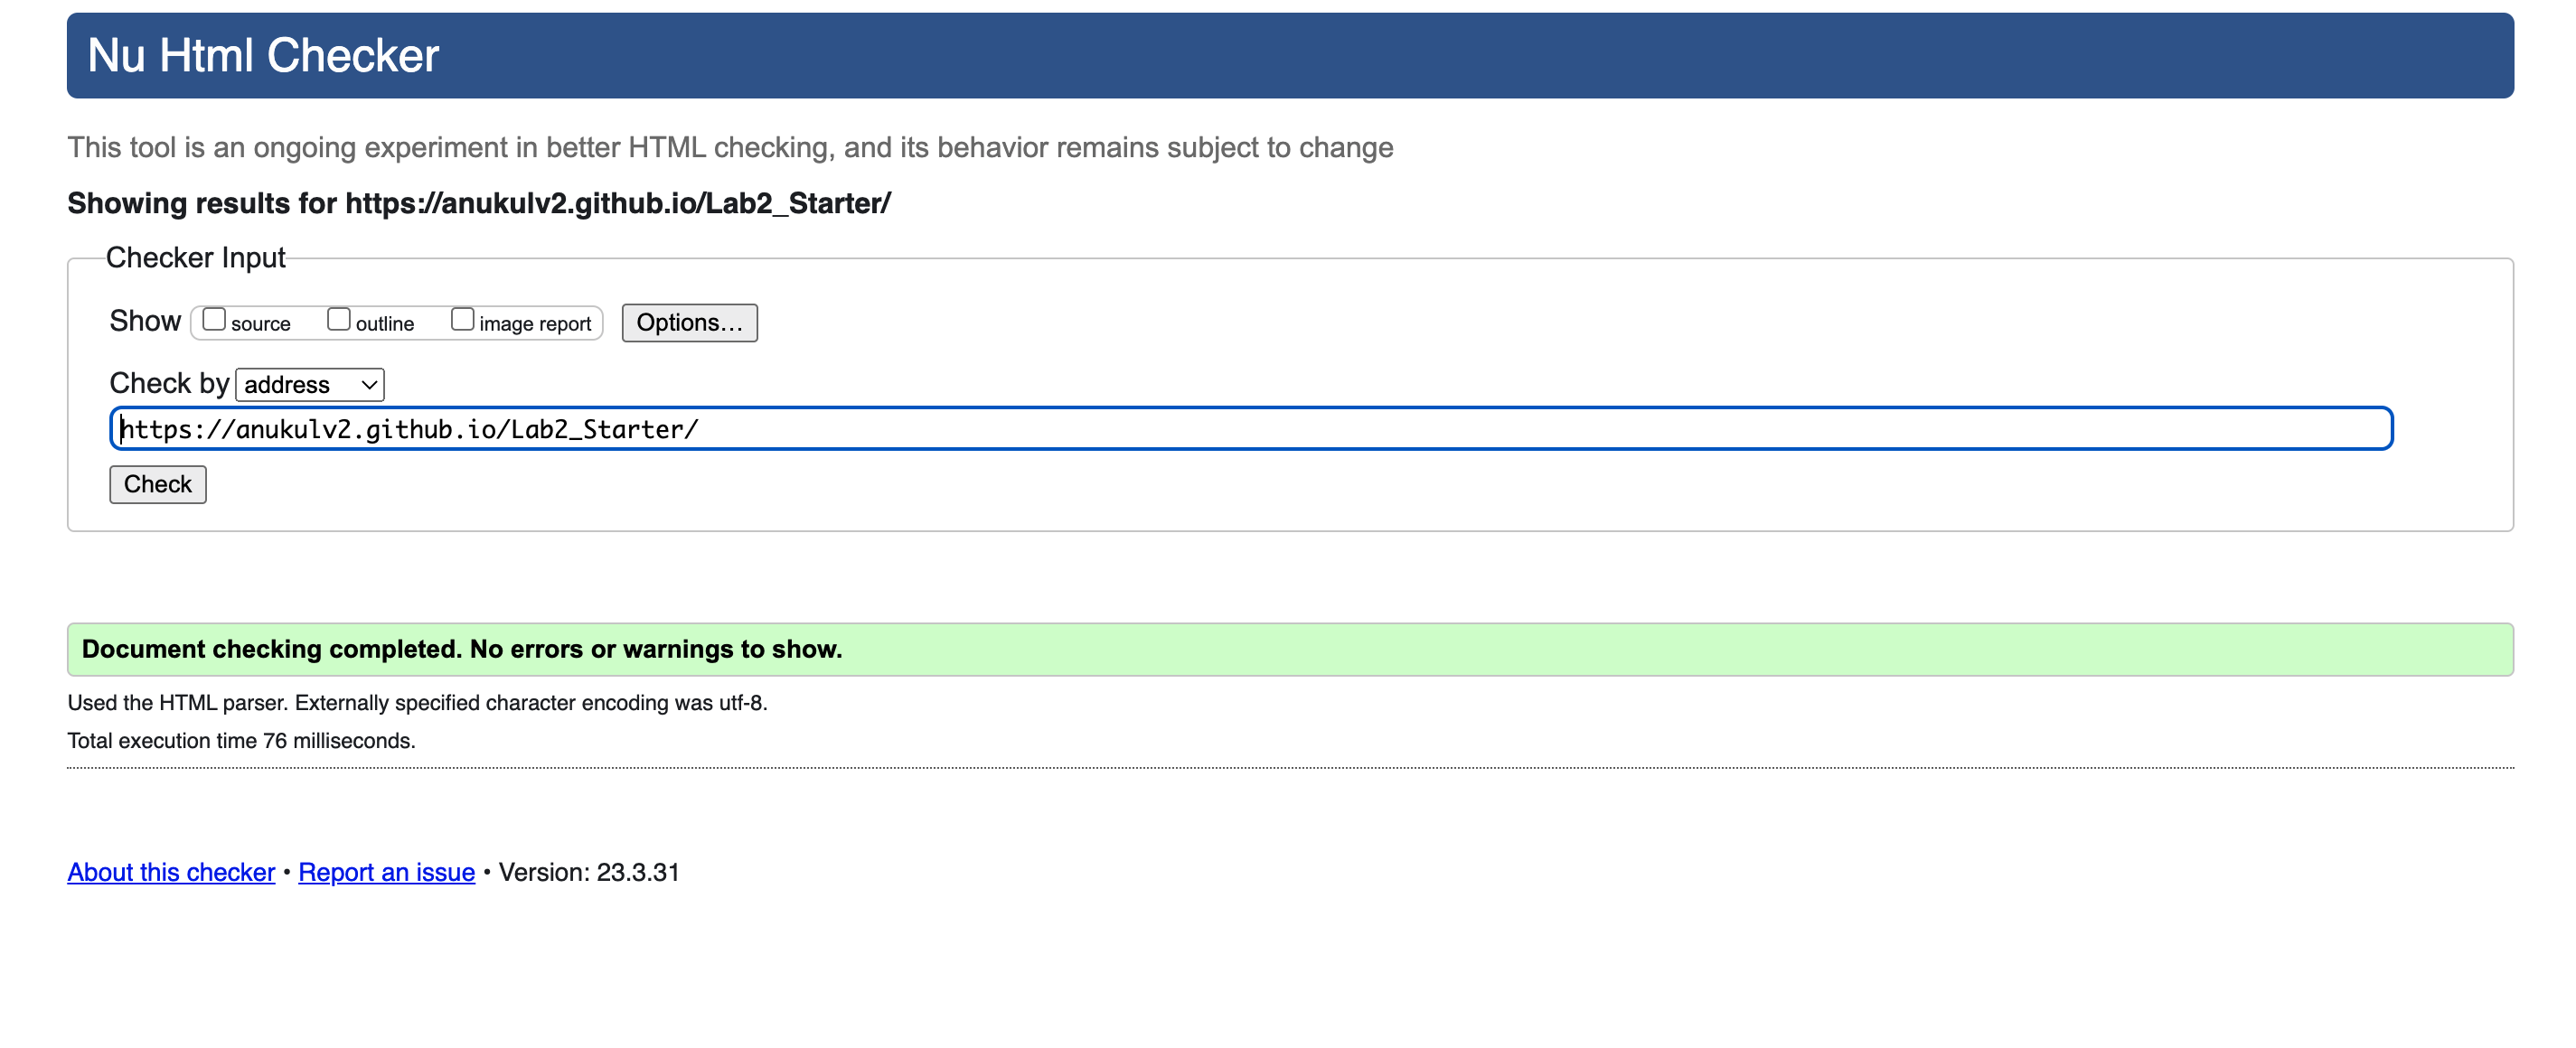 Nu Html Checker
This tool is an ongoing experiment in better HTML checking, and its behavior remains subject to change
Showing results for https://anukulv2.github.io/Lab2_Starter/
Checker Input
Show source outline image report Options...
Check by address
https://anukulv2.github.io/Lab2_Starter/
Check
Document checking completed. No errors or warnings to show.
Used the HTML parser. Externally specified character encoding was utf-8.
Total execution time 76 milliseconds.
About this checker • Report an issue • Version: 23.3.31